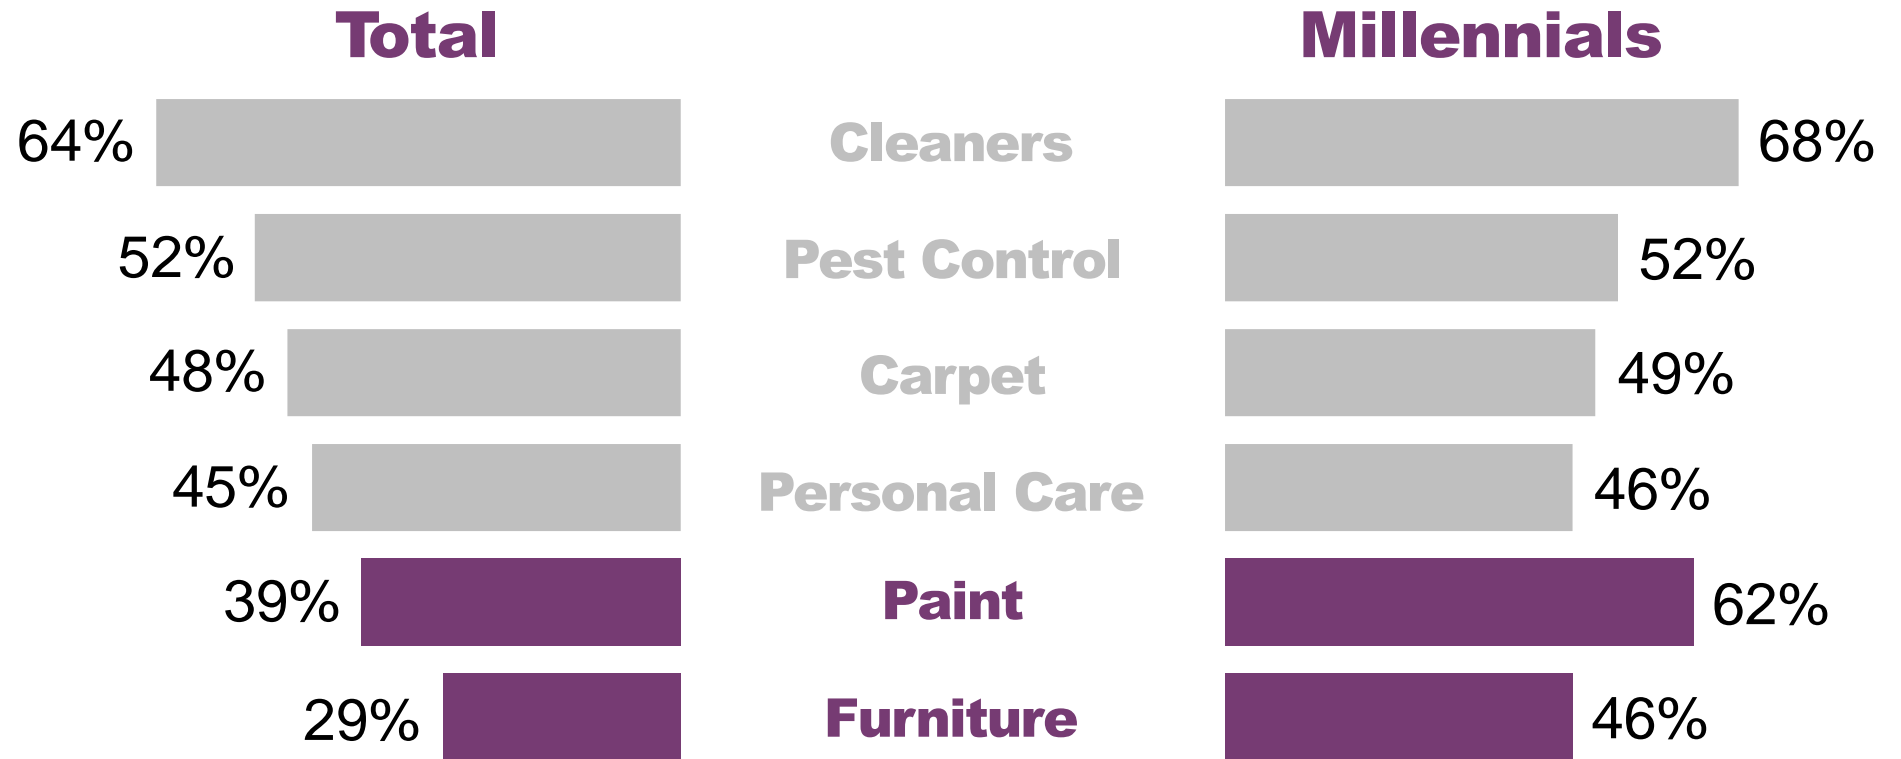 Total Millennials
64% Cleaners 68%
52% Pest Control 52%
48% Carpet 49%
45% Personal Care 46%
39% Paint 62%
29% Furniture 46%